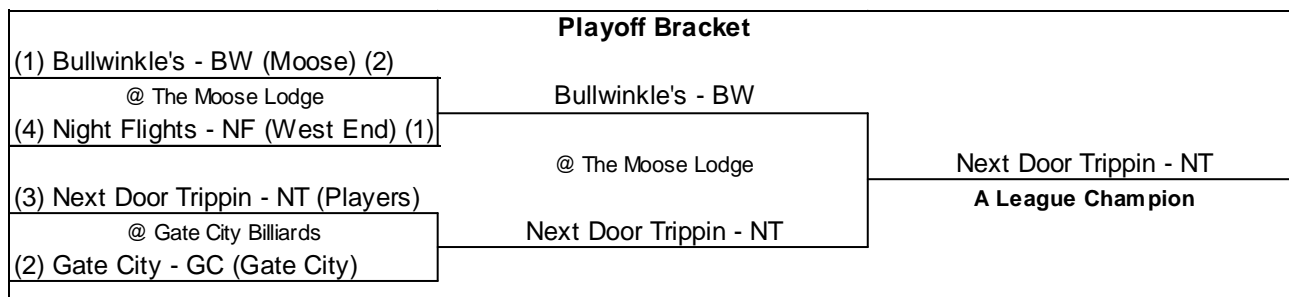 Playoff Bracket
(1) Bullwinkle's - BW (Moose) (2)
@ The Moose Lodge
Bullwinkle's - BW
(4) Night Flights - NF (West End) (1)
@ The Moose Lodge
Next Door Trippin - NT
(3) Next Door Trippin - NT (Players)
A League Champion
@ Gate City Billiards
Next Door Trippin - NT
(2) Gate City - GC (Gate City)